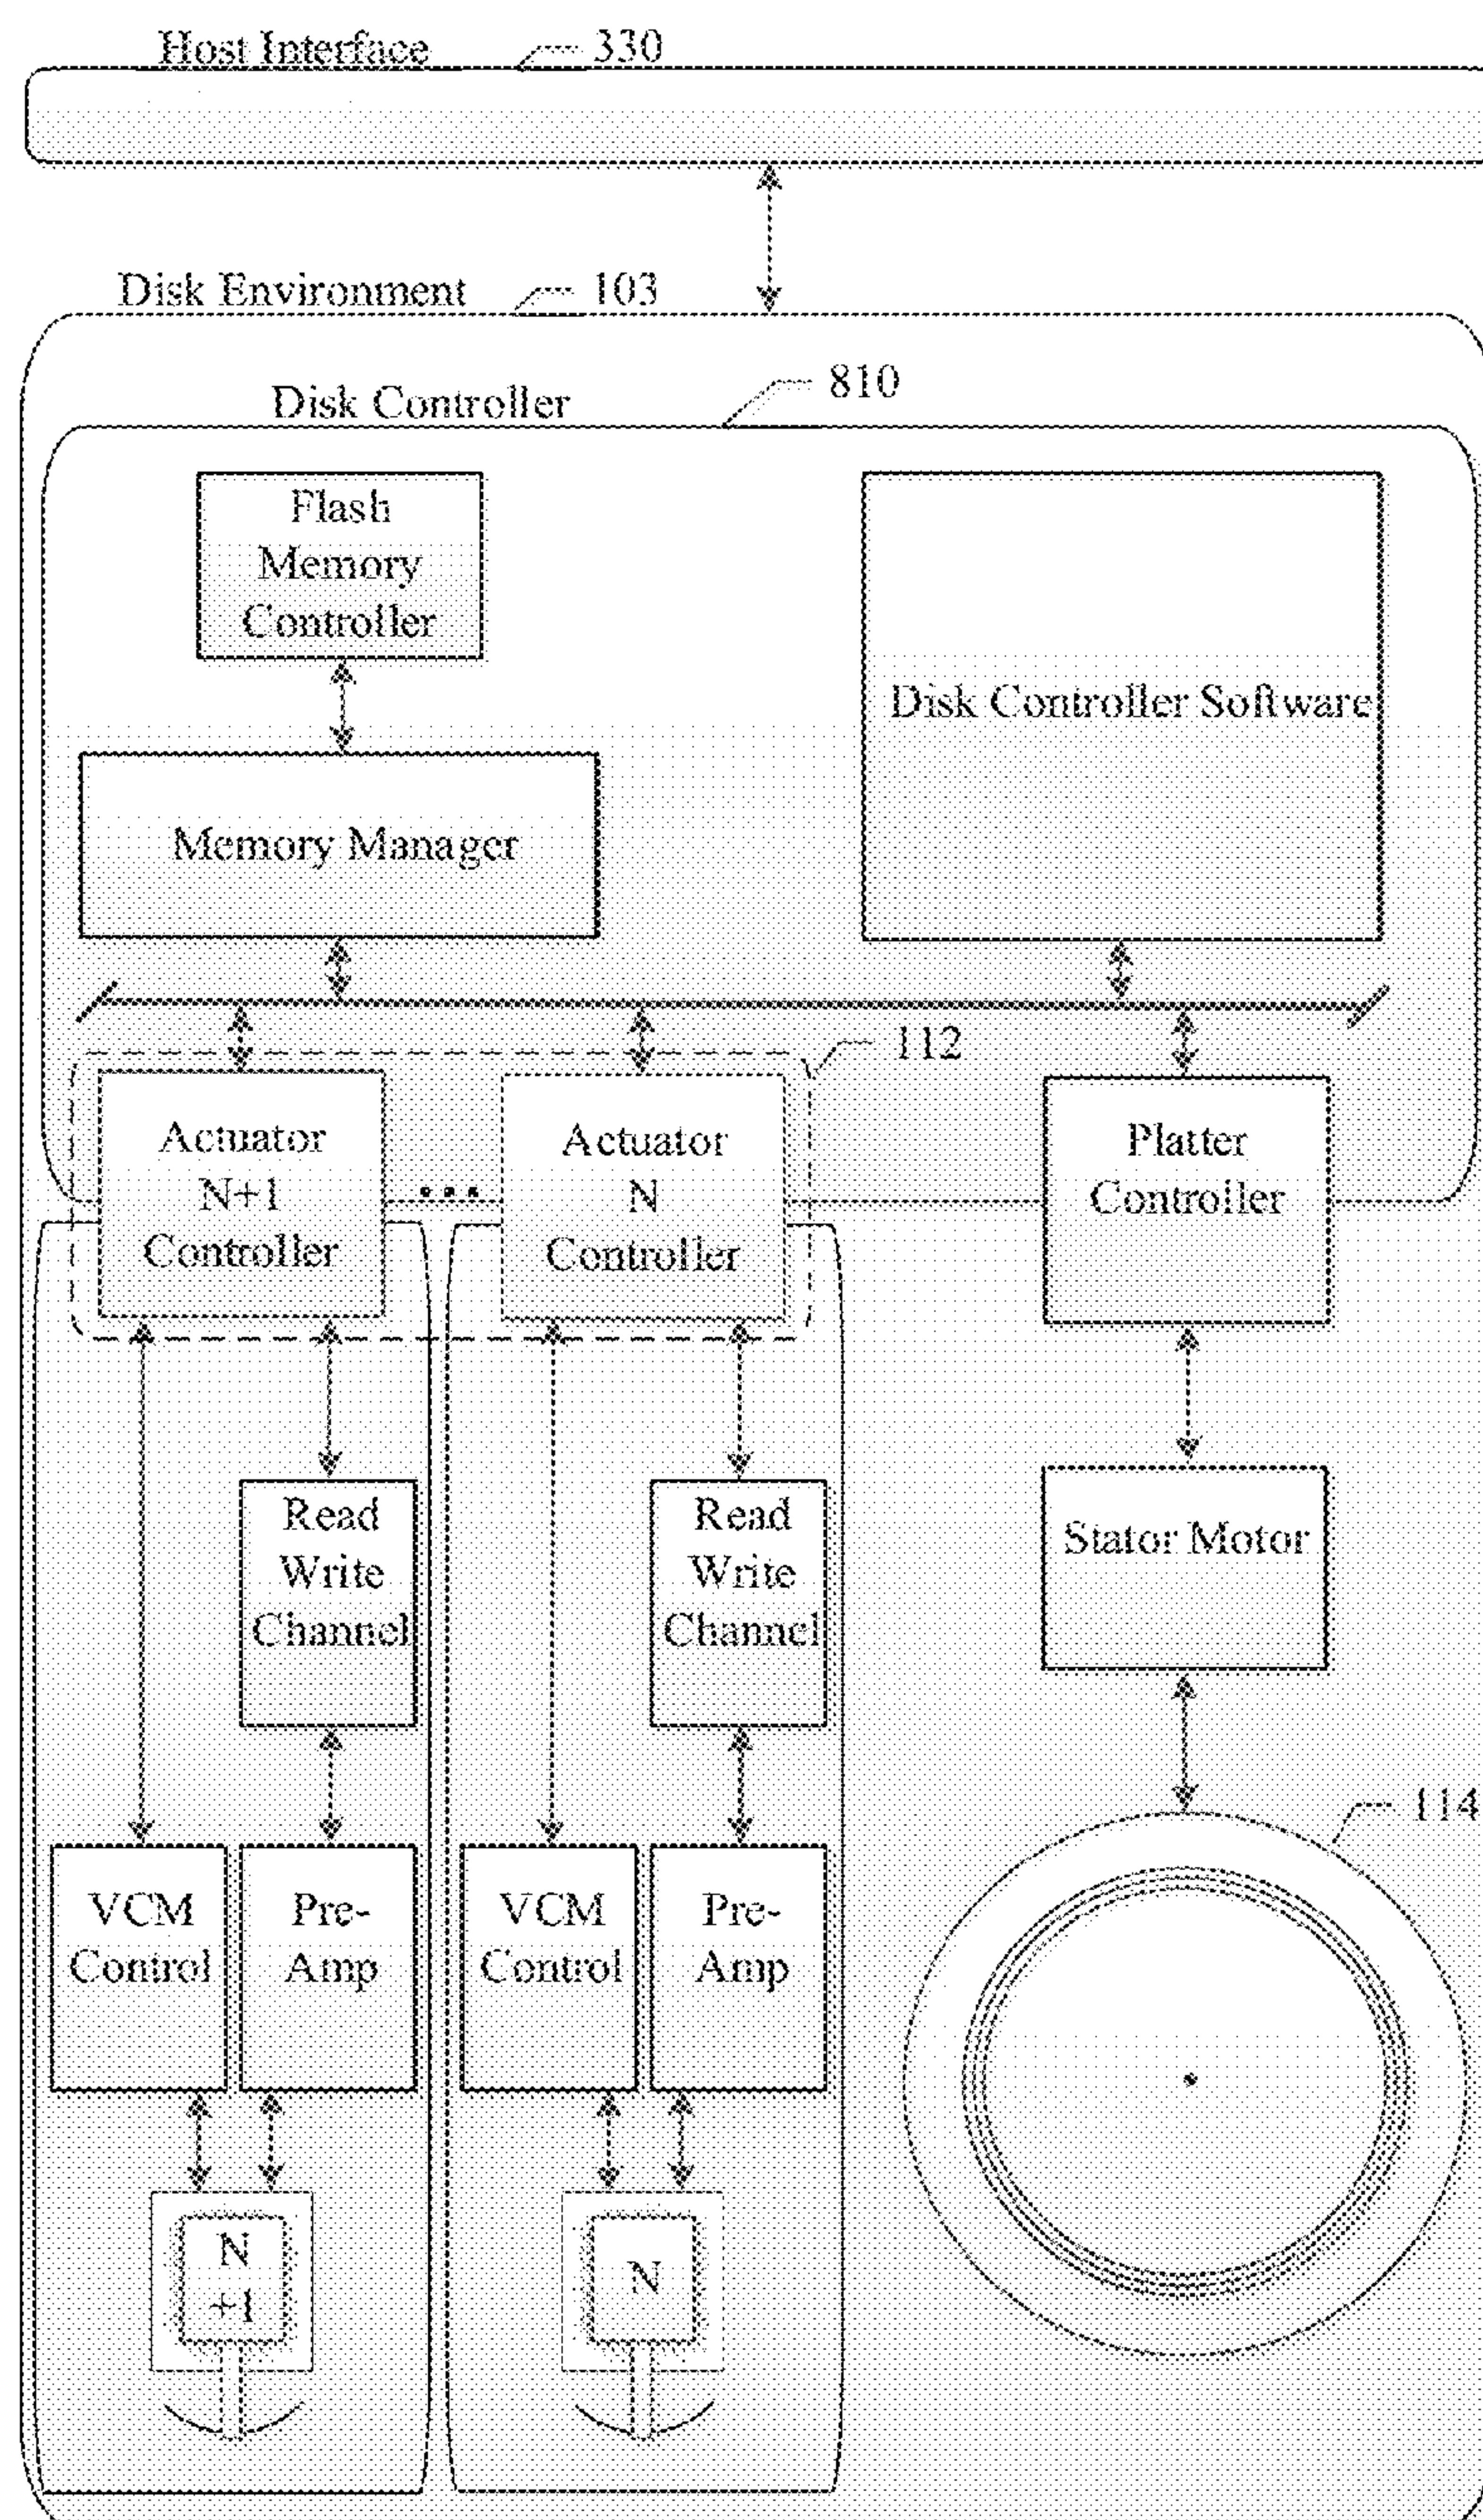 Host Interface 330
Disk Environment 103
Disk Controller 810
Flash
Memory
Controller
Disk Controller Software
Memory Manager
112
Actuator
N+1
Controller
...
Actuator
N
Controller
Platter
Controller
Read
Write
Channel
Read
Write
Channel
Stator Motor
114
VCM
Control
Pre-
Amp
VCM
Control
Pre-
Amp
N
+1
N